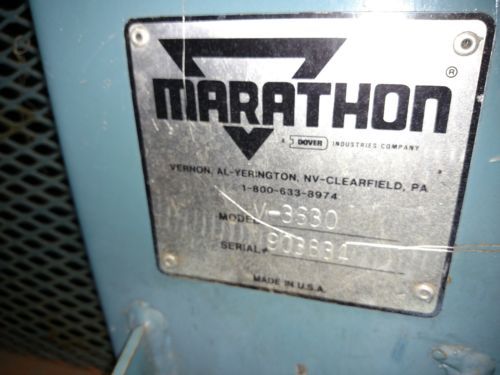 MARATHON ®
A DOVER INDUSTRIES COMPANY
VERNON, AL-YERINGTON, NV-CLEARFIELD, PA
1-800-633-8974
MODEL V-3630
SERIAL# 903634
MADE IN U.S.A.